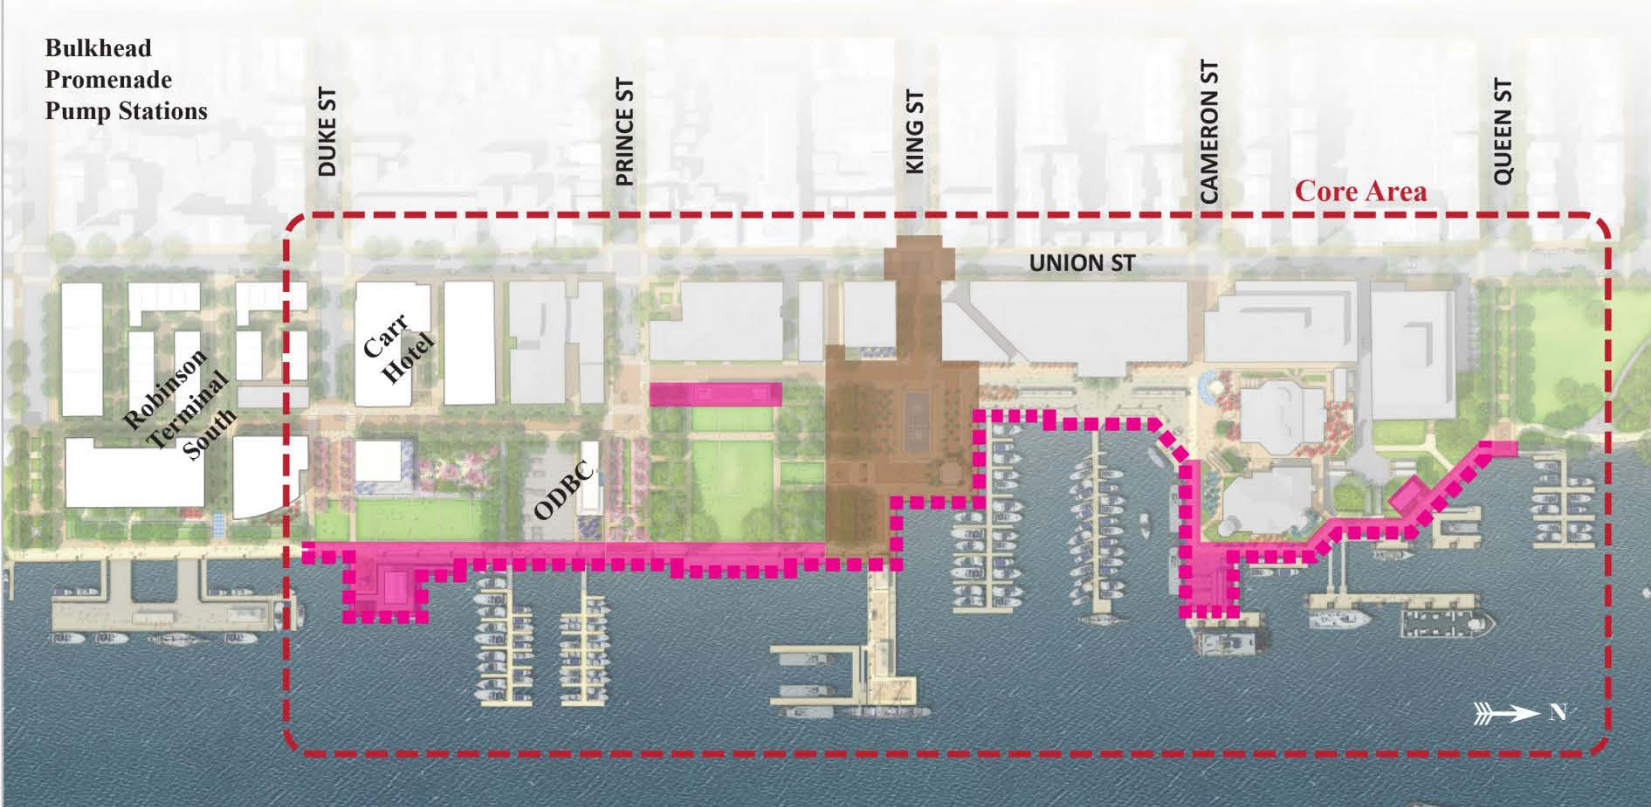 Bulkhead
Promenade
Pump Stations
DUKE ST
PRINCE ST
KING ST
CAMERON ST
QUEEN ST
Core Area
UNION ST
Carr
Hotel
Robinson
Terminal
South
ODBC
N